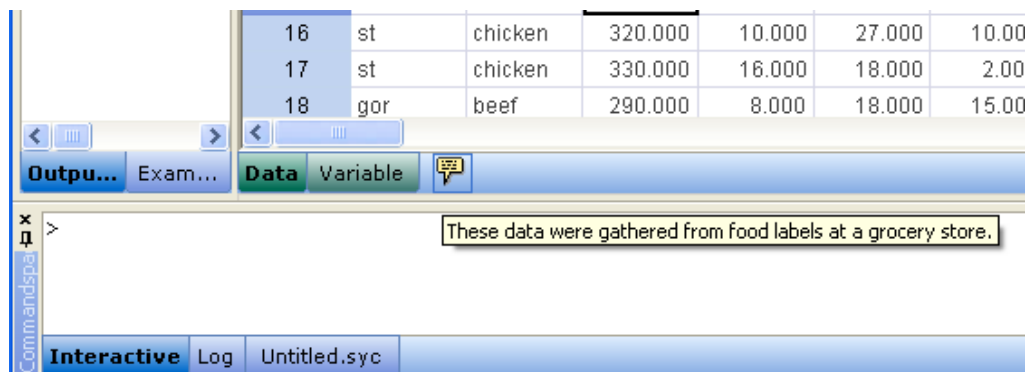 16 st chicken 320.000 10.000 27.000 10.00
17 st chicken 330.000 16.000 18.000 2.00
18 gor beef 290.000 8.000 18.000 15.00
Outpu... Exam... Data Variable
>
These data were gathered from food labels at a grocery store.
Commandspa
Interactive Log Untitled.syc